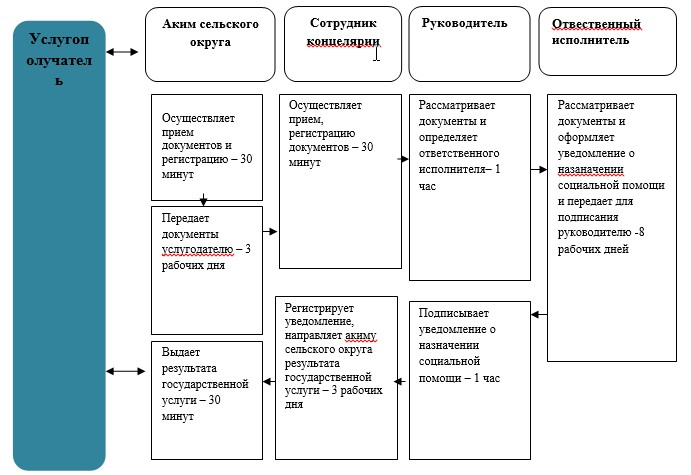 Услугоп
олучател
ь
Аким сельского
округа
Сотрудник
концелярии
Руководитель
Отвественный
исполнитель
Осуществляет
прием
документов и
регистрацию – 30
минут
Осуществляет
прием,
регистрацию
документов – 30
минут
Рассматривает
документы и
определяет
ответственного
исполнителя– 1
час
Рассматривает
документы и
оформляет
уведомление о
назаначении
социальной помощи
и передает для
подписания
руководителю -8
рабочих дней
Передает
документы
услугодателю – 3
рабочих дня
Регистрирует
уведомление,
направляет акиму
сельского округа
результата
государственной
услуги – 3 рабочих
дня
Подписывает
уведомление о
назначении
социальной
помощи – 1 час
Выдает
результата
государственной
услуги – 30
минут